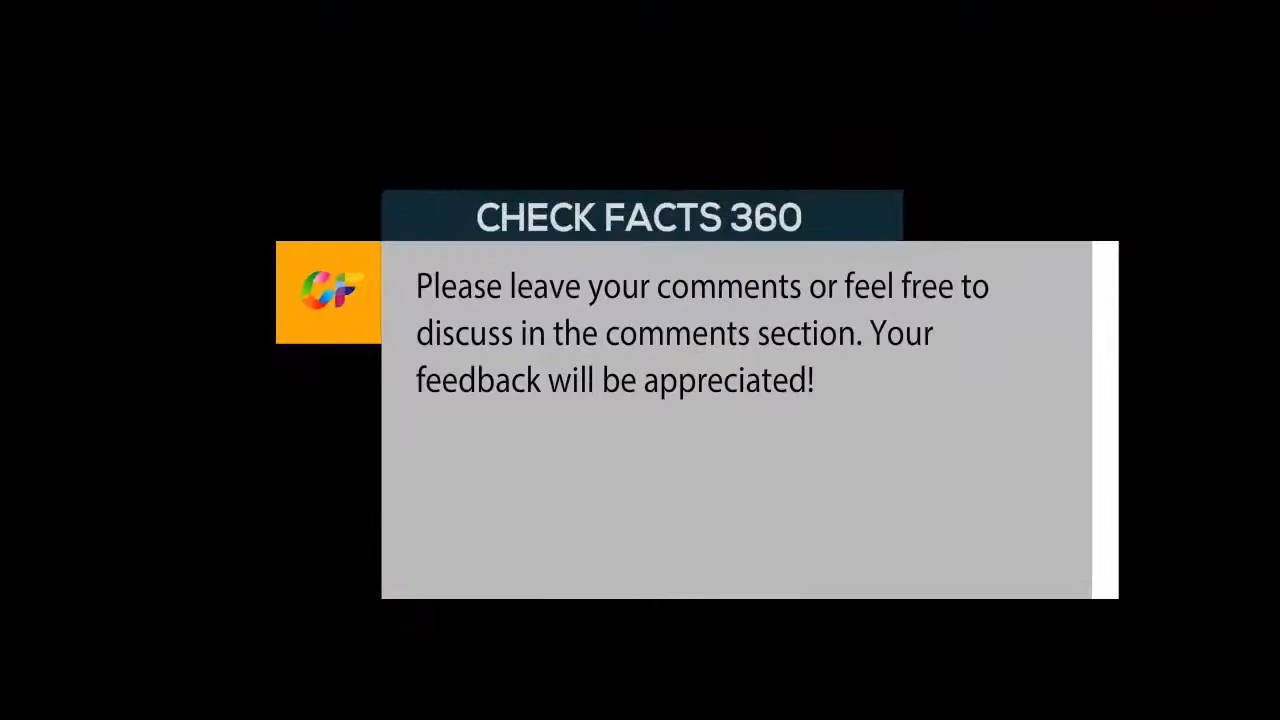 CHECK FACTS 360
CF
Please leave your comments or feel free to
discuss in the comments section. Your
feedback will be appreciated!